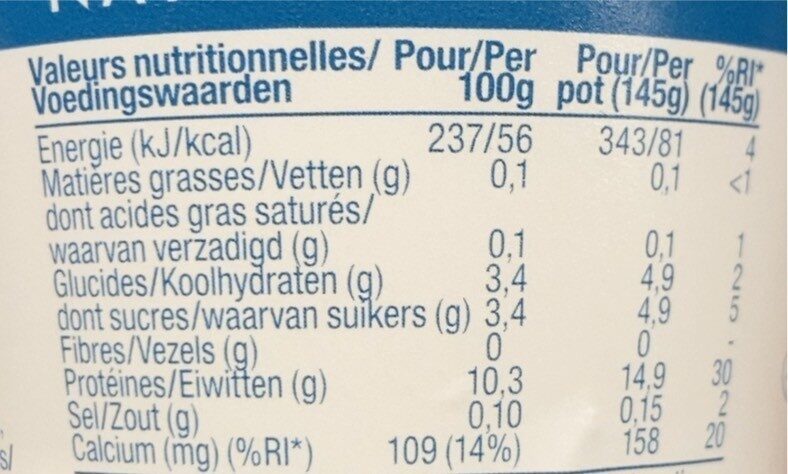 Valeurs nutritionnelles/ Pour/Per Pour/Per %RI*
Voedingswaarden 100g pot (145g) (145g)
Energie (kJ/kcal) 237/56 343/81 4
Matières grasses/Vetten (g) 0,1 0,1 <1
dont acides gras saturés/
waarvan verzadigd (g) 0,1 0,1 1
Glucides/Koolhydraten (g) 3,4 4,9 2
dont sucres/waarvan suikers (g) 3,4 4,9 5
Fibres/Vezels (g) 0 0 -
Protéines/Eiwitten (g) 10,3 14,9 30
Sel/Zout (g) 0,10 0,15 2
Calcium (mg) (%RI*) 109 (14%) 158 20